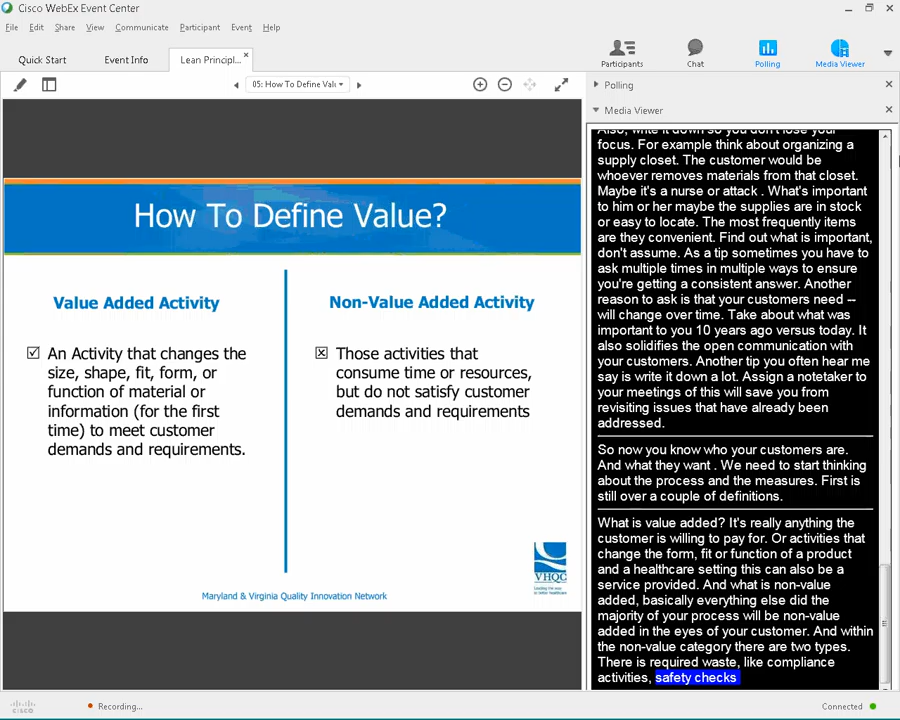 Cisco WebEx Event Center
File Edit Share View Communicate Participant Event Help
Quick Start Event Info Lean Principl...
Participants Chat Polling Media Viewer
05: How To Define Valu
Polling
Media Viewer
How To Define Value?
Value Added Activity
An Activity that changes the
size, shape, fit, form, or
function of material or
information (for the first
time) to meet customer
demands and requirements.
Non-Value Added Activity
Those activities that
consume time or resources,
but do not satisfy customer
demands and requirements
VHQC
Maryland & Virginia Quality Innovation Network
Also, write it down so you don't lose your
focus. For example think about organizing a
supply closet. The customer would be
whoever removes materials from that closet.
Maybe it's a nurse or attack . What's important
to him or her maybe the supplies are in stock
or easy to locate. The most frequently items
are they convenient. Find out what is important,
don't assume. As a tip sometimes you have to
ask multiple times in multiple ways to ensure
you're getting a consistent answer. Another
reason to ask is that your customers need --
will change over time. Take about what was
important to you 10 years ago versus today. It
also solidifies the open communication with
your customers. Another tip you often hear me
say is write it down a lot. Assign a notetaker to
your meetings of this will save you from
revisiting issues that have already been
addressed.
So now you know who your customers are.
And what they want . We need to start thinking
about the process and the measures. First is
still over a couple of definitions.
What is value added? It's really anything the
customer is willing to pay for. Or activities that
change the form, fit or function of a product
and a healthcare setting this can also be a
service provided. And what is non-value
added, basically everything else did the
majority of your process will be non-value
added in the eyes of your customer. And within
the non-value category there are two types.
There is required waste, like compliance
activities, safety checks
CISCO
Recording...
Connected